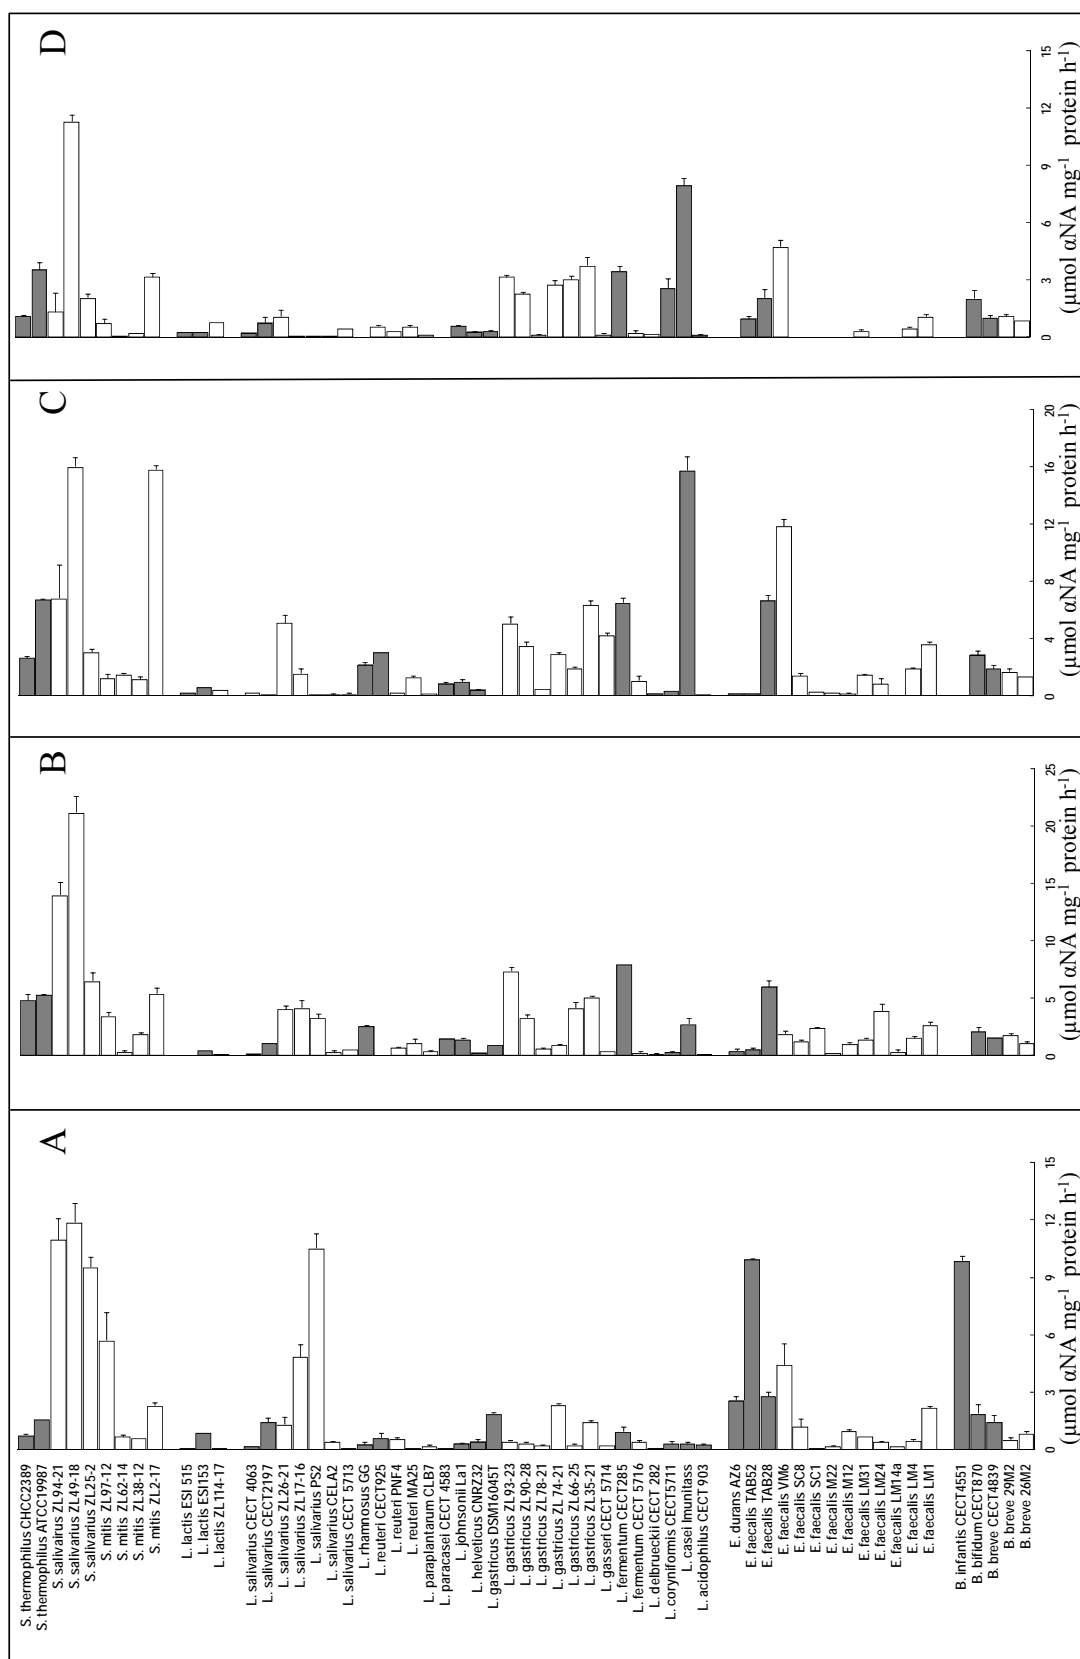 D
0 3 6 9 12 15
(µmol αNA mg⁻¹ protein h⁻¹)
C
0 4 8 12 16 20
(µmol αNA mg⁻¹ protein h⁻¹)
B
0 5 10 15 20 25
(µmol αNA mg⁻¹ protein h⁻¹)
A
0 3 6 9 12 15
(µmol αNA mg⁻¹ protein h⁻¹)
S. thermophilus CHCC2389
S. thermophilus ATCC19987
S. salivarius ZL94-21
S. salivarius ZL49-18
S. salivarius ZL25-2
S. mitis ZL97-12
S. mitis ZL62-14
S. mitis ZL38-12
S. mitis ZL2-17
L. lactis ESI 515
L. lactis ESI153
L. lactis ZL114-17
L. salivarius CECT 4063
L. salivarius CECT2197
L. salivarius ZL26-21
L. salivarius ZL17-16
L. salivarius PS2
L. salivarius CELA2
L. salivarius CECT 5713
L. rhamnosus GG
L. reuteri CECT925
L. reuteri PNF4
L. reuteri MA25
L. paraplantarum CLB7
L. paracasei CECT 4583
L. johnsonii La1
L. helveticus CNRZ32
L. gastricus DSM16045T
L. gastricus ZL93-23
L. gastricus ZL90-28
L. gastricus ZL78-21
L. gastricus ZL 74-21
L. gastricus ZL66-25
L. gastricus ZL35-21
L. gasseri CECT 5714
L. fermentum CECT285
L. fermentum CECT 5716
L. delbrueckii CECT 282
L. coryniformis CECT5711
L. casei Imunitass
L. acidophilus CECT 903
E. durans AZ6
E. faecalis TAB52
E. faecalis TAB28
E. faecalis VM6
E. faecalis SC8
E. faecalis SC1
E. faecalis M22
E. faecalis M12
E. faecalis LM31
E. faecalis LM24
E. faecalis LM14a
E. faecalis LM4
E. faecalis LM1
B. infantis CECT4551
B. bifidum CECT870
B. breve CECT4839
B. breve 29M2
B. breve 26M2